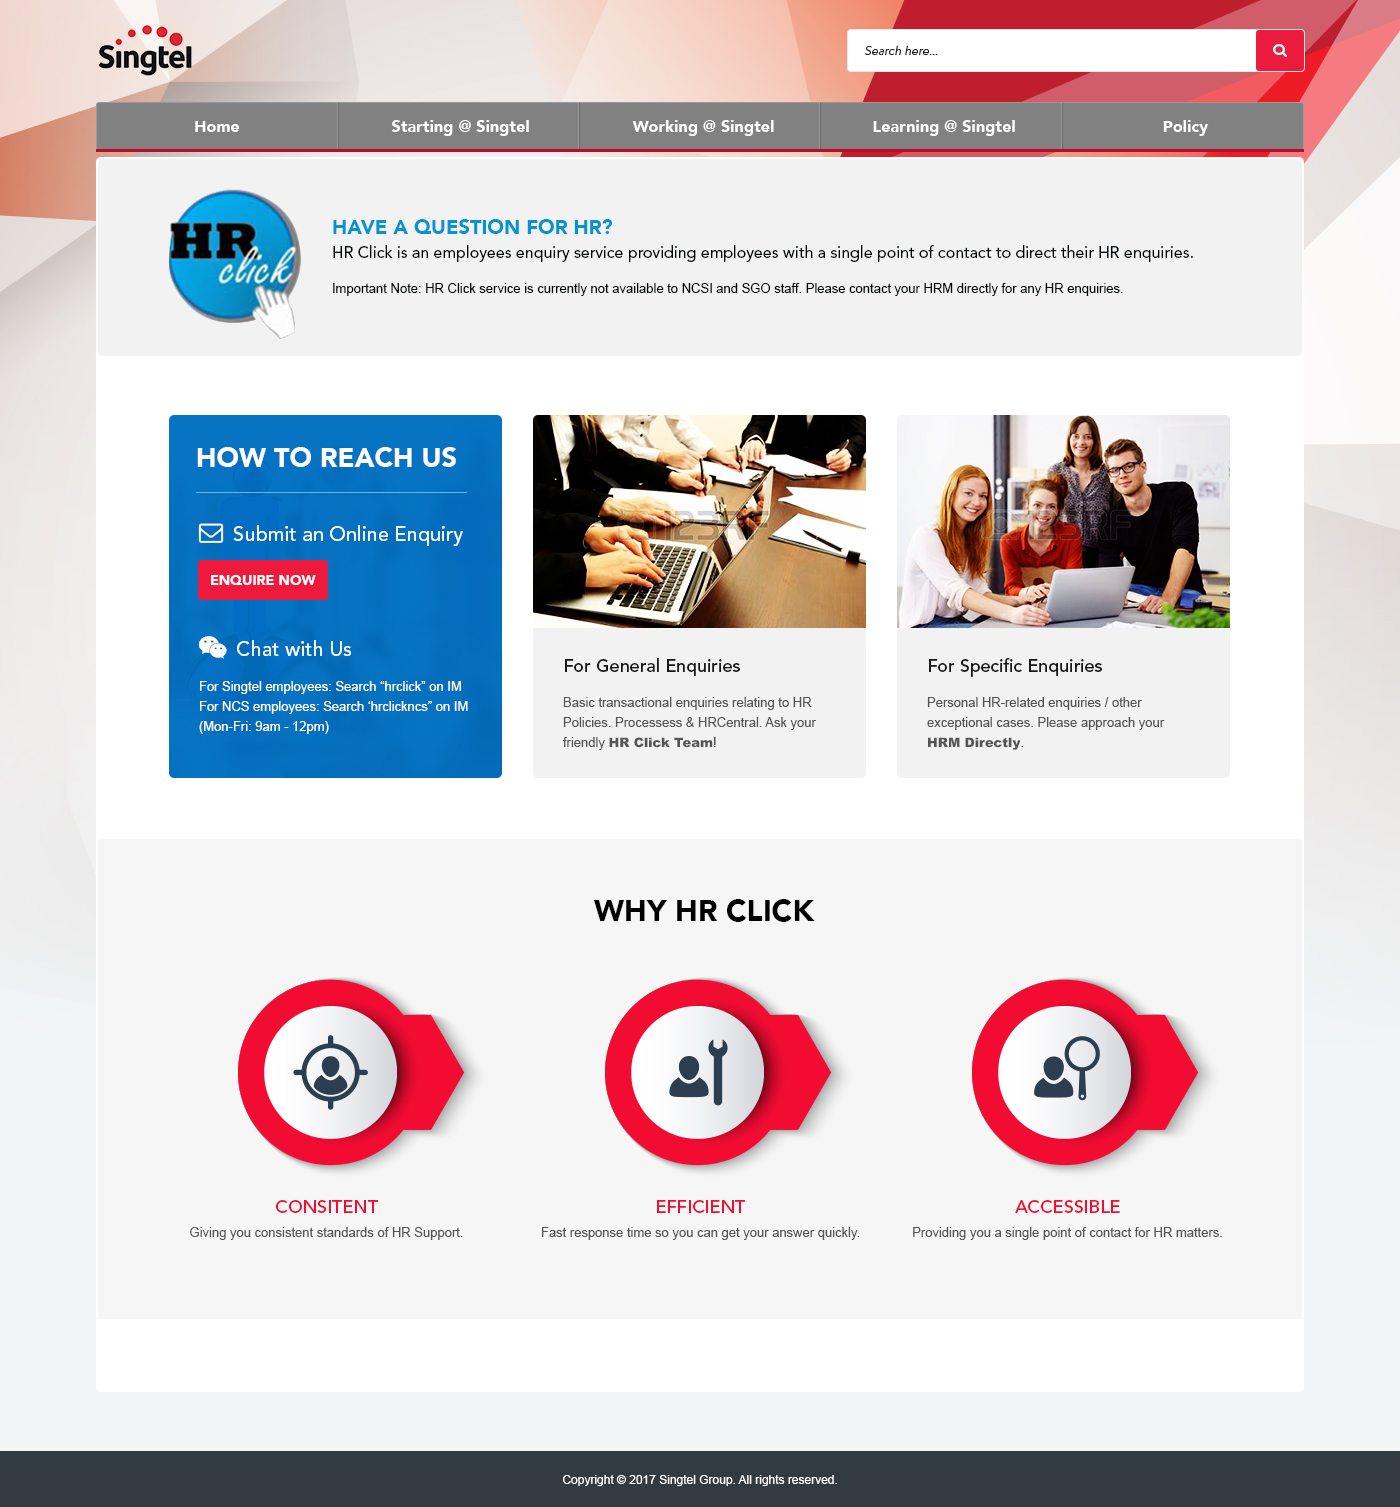 Singtel
Search here...
Home
Starting @ Singtel
Working @ Singtel
Learning @ Singtel
Policy
HR
click
HAVE A QUESTION FOR HR?
HR Click is an employees enquiry service providing employees with a single point of contact to direct their HR enquiries.
Important Note: HR Click service is currently not available to NCSI and SGO staff. Please contact your HRM directly for any HR enquiries.
HOW TO REACH US
Submit an Online Enquiry
ENQUIRE NOW
Chat with Us
For Singtel employees: Search “hrclick” on IM
For NCS employees: Search ‘hrclickncs” on IM
(Mon-Fri: 9am - 12pm)
123RF
For General Enquiries
Basic transactional enquiries relating to HR
Policies. Processess & HRCentral. Ask your
friendly HR Click Team!
123RF
For Specific Enquiries
Personal HR-related enquiries / other
exceptional cases. Please approach your
HRM Directly.
WHY HR CLICK
CONSITENT
Giving you consistent standards of HR Support.
EFFICIENT
Fast response time so you can get your answer quickly.
ACCESSIBLE
Providing you a single point of contact for HR matters.
Copyright © 2017 Singtel Group. All rights reserved.